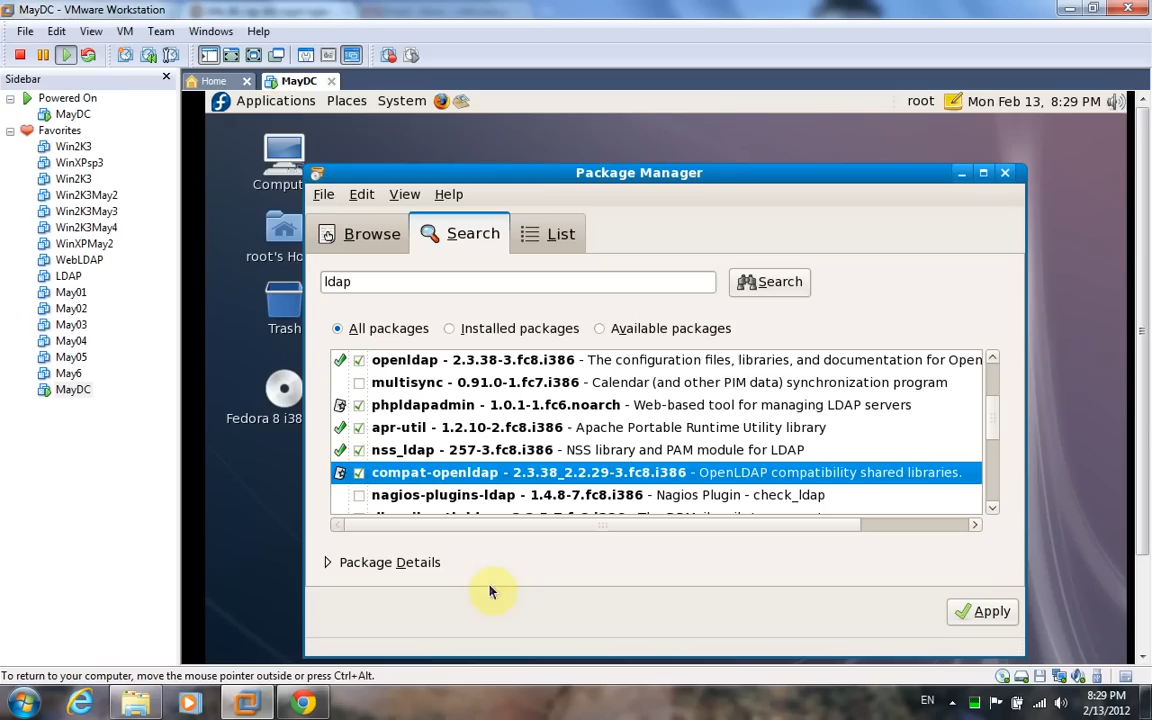 MayDC - VMware Workstation
File Edit View VM Team Windows Help
Sidebar
Powered On
MayDC
Favorites
Win2K3
WinXPsp3
Win2K3
Win2K3May2
Win2K3May3
Win2K3May4
WinXPMay2
WebLDAP
LDAP
May01
May02
May03
May04
May05
May6
MayDC
Home MayDC
Applications Places System root Mon Feb 13, 8:29 PM
Comput
root's Ho
Trash
Fedora 8 i38
Package Manager
File Edit View Help
Browse Search List
ldap Search
All packages Installed packages Available packages
openldap - 2.3.38-3.fc8.i386 - The configuration files, libraries, and documentation for Open
multisync - 0.91.0-1.fc7.i386 - Calendar (and other PIM data) synchronization program
phpldapadmin - 1.0.1-1.fc6.noarch - Web-based tool for managing LDAP servers
apr-util - 1.2.10-2.fc8.i386 - Apache Portable Runtime Utility library
nss_ldap - 257-3.fc8.i386 - NSS library and PAM module for LDAP
compat-openldap - 2.3.38_2.2.29-3.fc8.i386 - OpenLDAP compatibility shared libraries.
nagios-plugins-ldap - 1.4.8-7.fc8.i386 - Nagios Plugin - check_ldap
Package Details
Apply
To return to your computer, move the mouse pointer outside or press Ctrl+Alt.
EN 8:29 PM
2/13/2012